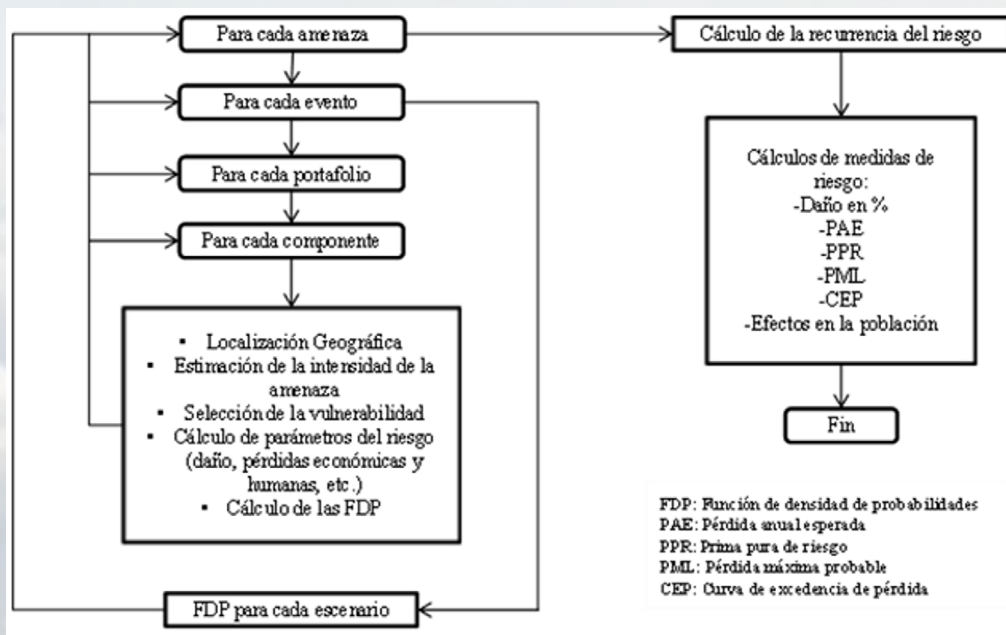 Para cada amenaza
Para cada evento
Para cada portafolio
Para cada componente
▪ Localización Geográfica
▪ Estimación de la intensidad de la
amenaza
▪ Selección de la vulnerabilidad
▪ Cálculo de parámetros del riesgo
(daño, pérdidas económicas y
humanas, etc.)
▪ Cálculo de las FDP
FDP para cada escenario
Cálculo de la recurrencia del riesgo
Cálculos de medidas de
riesgo:
-Daño en %
-PAE
-PPR
-PML
-CEP
-Efectos en la población
Fin
FDP: Función de densidad de probabilidades
PAE: Pérdida anual esperada
PPR: Prima pura de riesgo
PML: Pérdida máxima probable
CEP: Curva de excedencia de pérdida